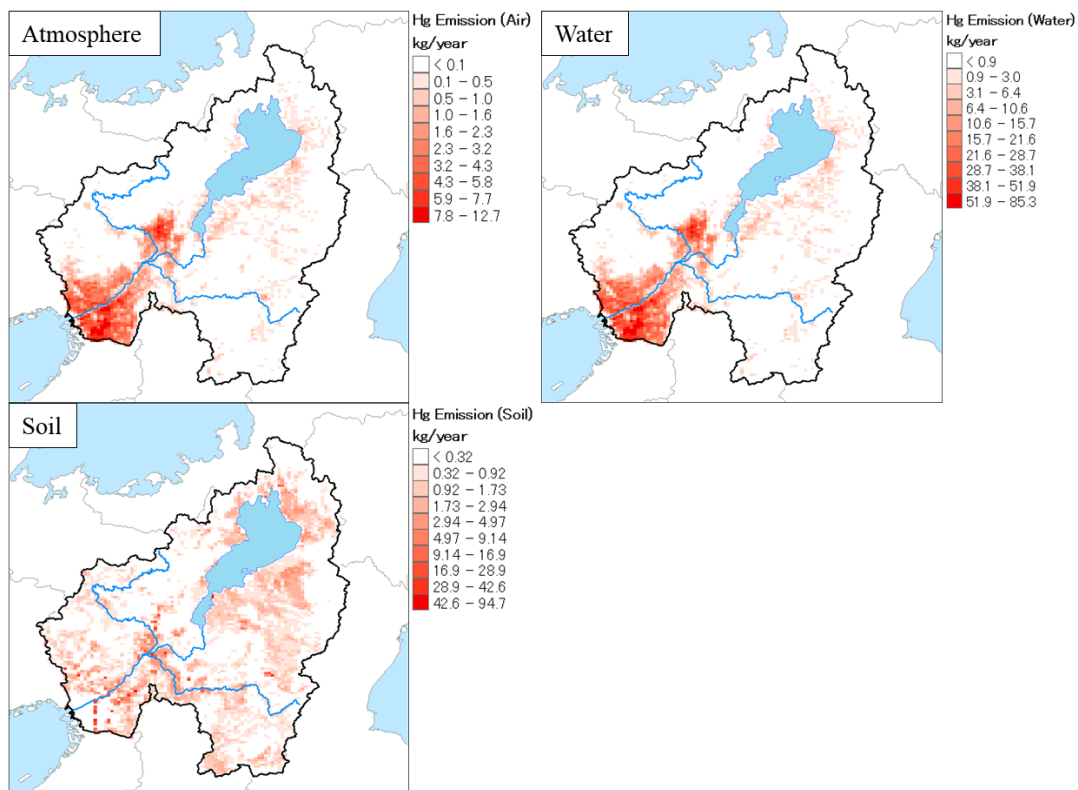 Atmosphere
Hg Emission (Air)
kg/year
< 0.1
0.1 – 0.5
0.5 – 1.0
1.0 – 1.6
1.6 – 2.3
2.3 – 3.2
3.2 – 4.3
4.3 – 5.8
5.9 – 7.7
7.8 – 12.7
Water
Hg Emission (Water)
kg/year
< 0.9
0.9 – 3.0
3.1 – 6.4
6.4 – 10.6
10.6 – 15.7
15.7 – 21.6
21.6 – 28.7
28.7 – 38.1
38.1 – 51.9
51.9 – 85.3
Soil
Hg Emission (Soil)
kg/year
< 0.32
0.32 – 0.92
0.92 – 1.73
1.73 – 2.94
2.94 – 4.97
4.97 – 9.14
9.14 – 16.9
16.9 – 28.9
28.9 – 42.6
42.6 – 94.7